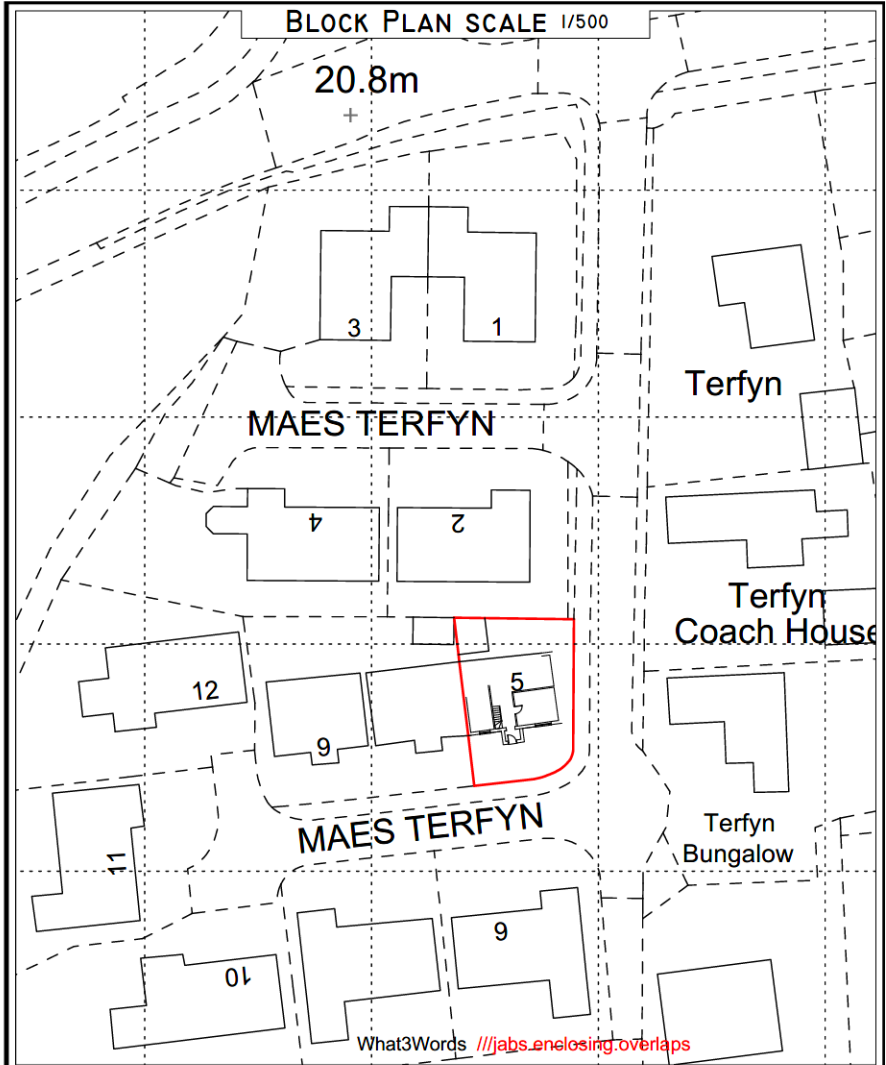 BLOCK PLAN SCALE 1/500
20.8m
3
1
Terfyn
MAES TERFYN
4
2
Terfyn
Coach House
5
12
9
MAES TERFYN
Terfyn
Bungalow
11
6
10
What3Words ///jabs.enclosing.overlaps